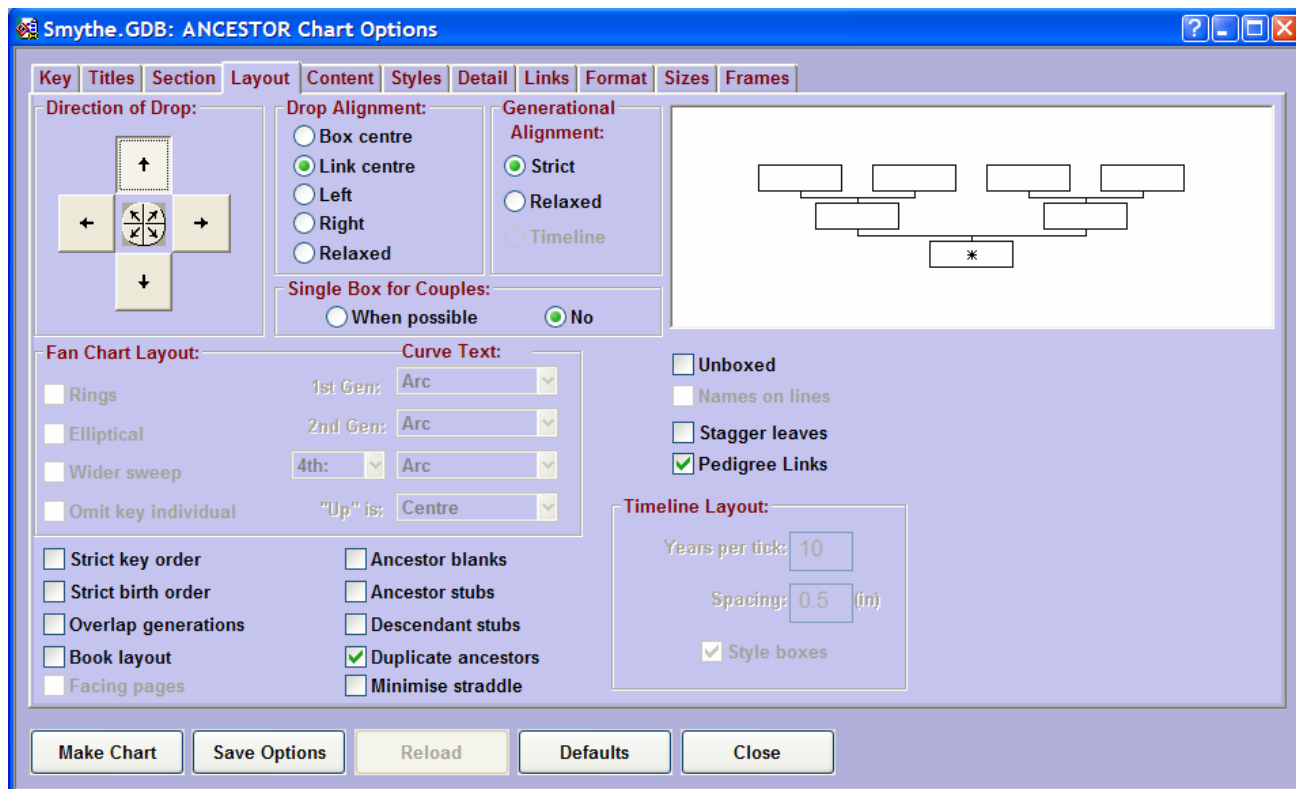 Smythe.GDB: ANCESTOR Chart Options
Key Titles Section Layout Content Styles Detail Links Format Sizes Frames
Direction of Drop:
Drop Alignment:
Box centre
Link centre
Left
Right
Relaxed
Generational
Alignment:
Strict
Relaxed
Timeline
Single Box for Couples:
When possible No
Fan Chart Layout: Curve Text:
Rings 1st Gen: Arc
Elliptical 2nd Gen: Arc
Wider sweep 4th: Arc
Omit key individual "Up" is: Centre
Unboxed
Names on lines
Stagger leaves
Pedigree Links
Strict key order Ancestor blanks
Strict birth order Ancestor stubs
Overlap generations Descendant stubs
Book layout Duplicate ancestors
Facing pages Minimise straddle
Timeline Layout:
Years per tick: 10
Spacing: 0.5 (in)
Style boxes
Make Chart Save Options Reload Defaults Close